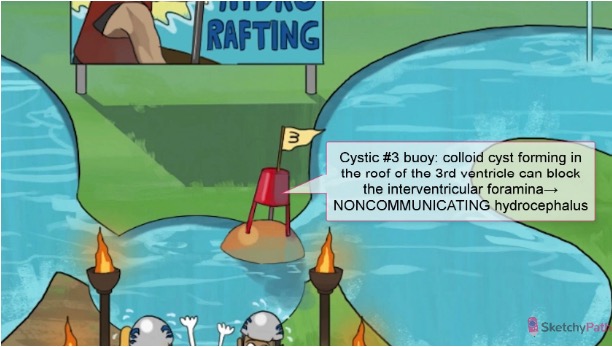 HYDRO
RAFTING
3
Cystic #3 buoy: colloid cyst forming in
the roof of the 3rd ventricle can block
the interventricular foramina→
NONCOMMUNICATING hydrocephalus
SketchyPath